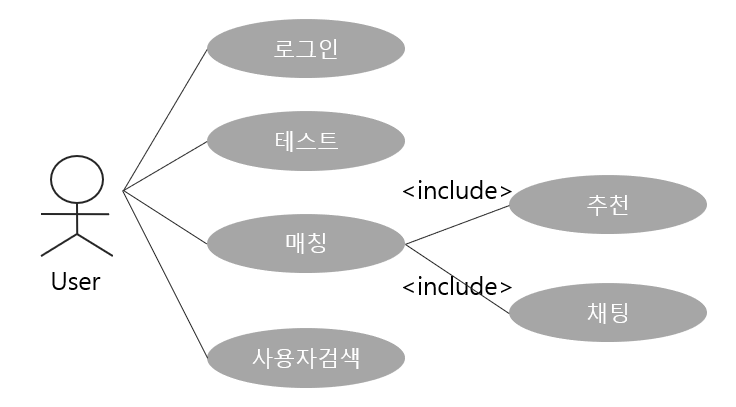 로그인
테스트
<include>
추천
매칭
User
<include>
채팅
사용자검색